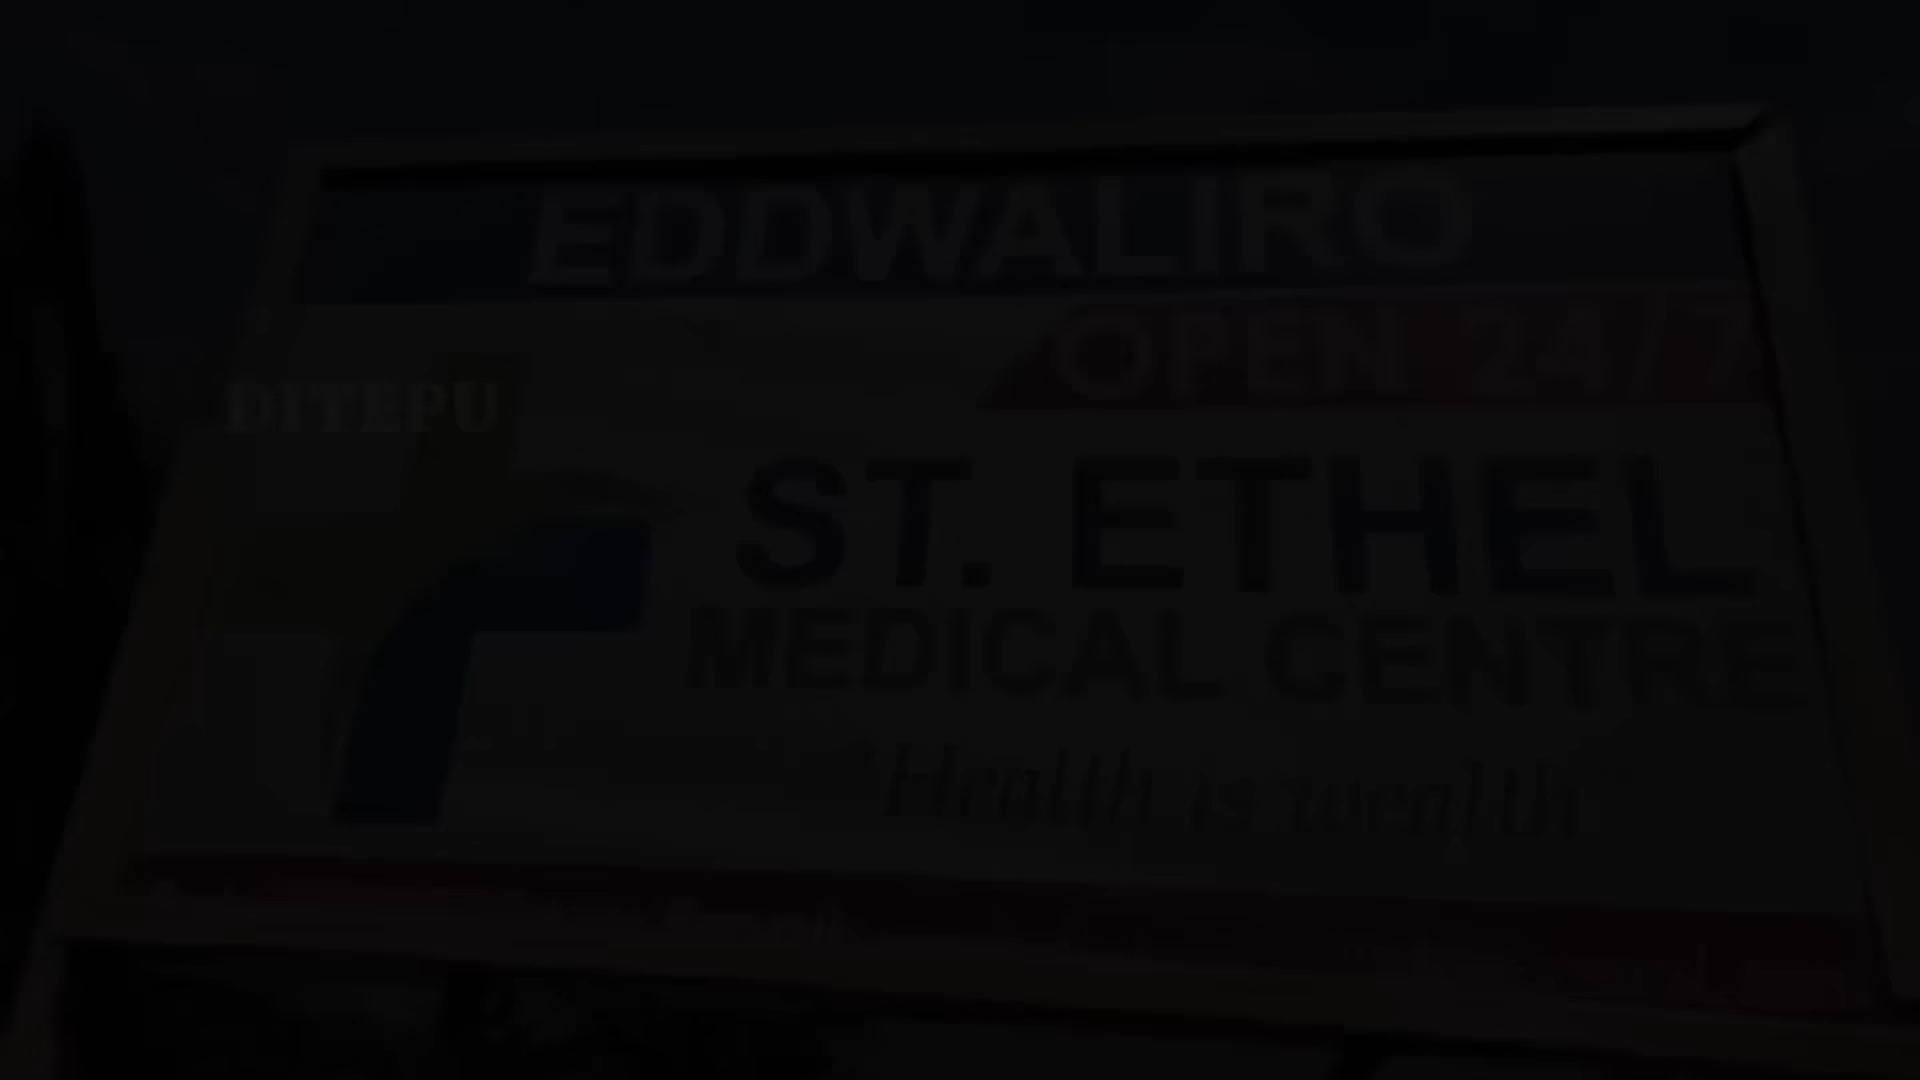 EDDWALIRO
OPEN 24/7
DITEPU
ST. ETHEL
MEDICAL CENTRE
"Health is wealth"